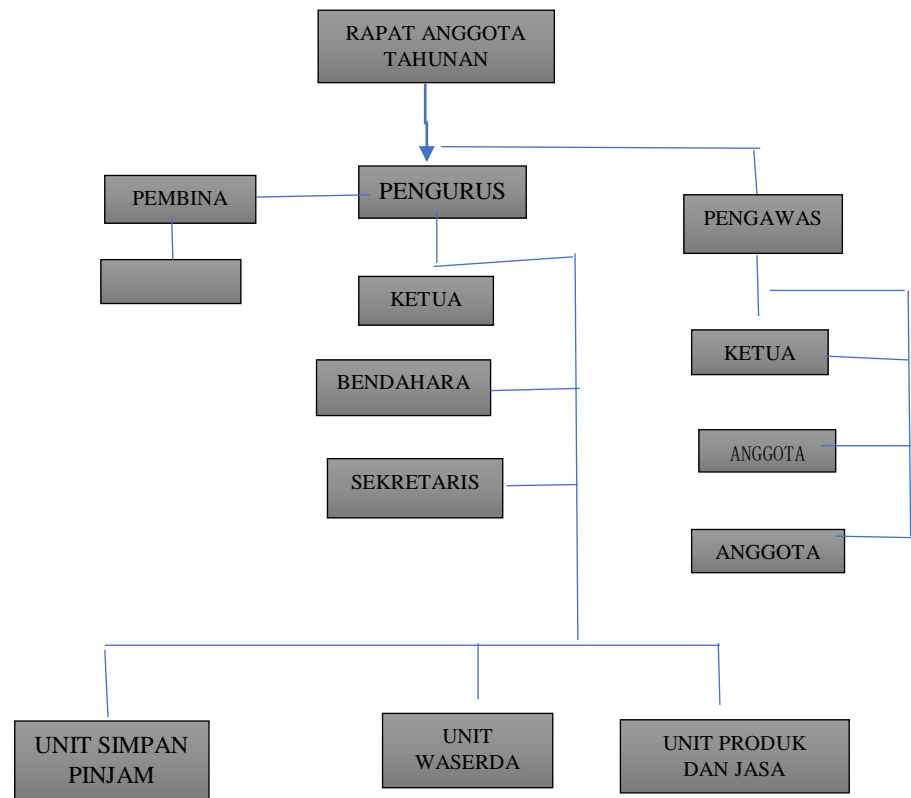 RAPAT ANGGOTA
TAHUNAN
PEMBINA
PENGURUS
PENGAWAS
KETUA
KETUA
BENDAHARA
ANGGOTA
SEKRETARIS
ANGGOTA
UNIT SIMPAN
PINJAM
UNIT
WASERDA
UNIT PRODUK
DAN JASA